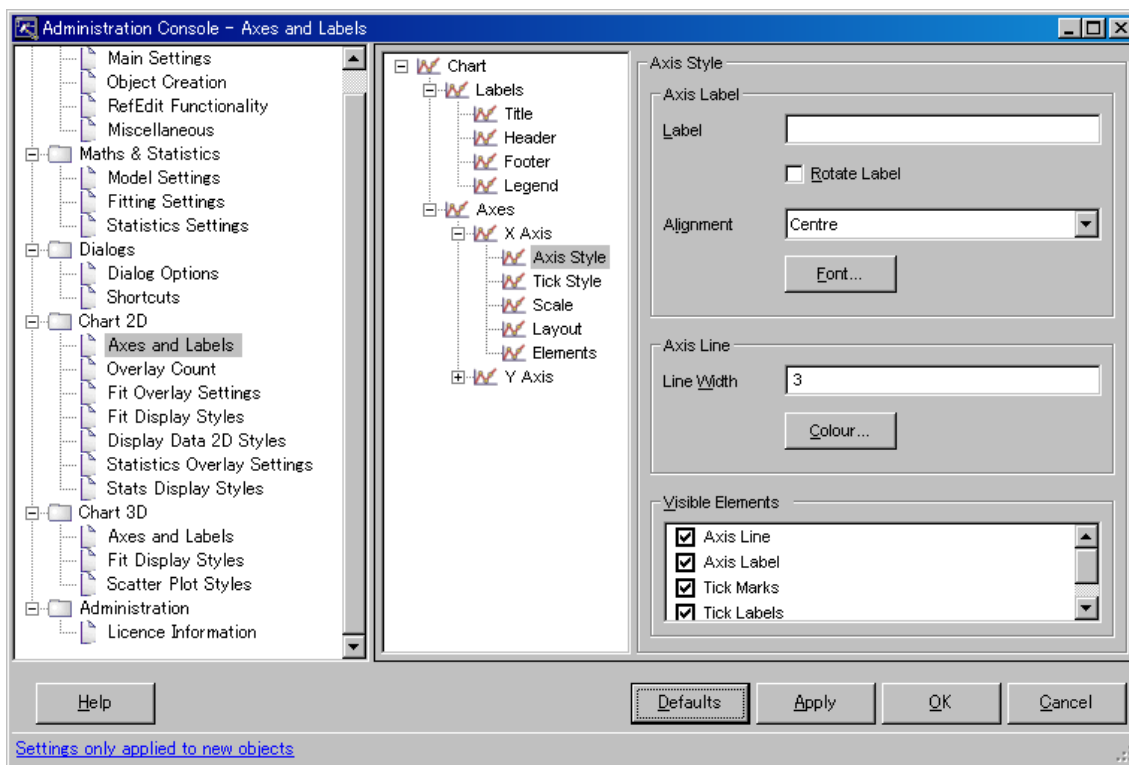 Administration Console - Axes and Labels
Main Settings
Object Creation
RefEdit Functionality
Miscellaneous
Maths & Statistics
Model Settings
Fitting Settings
Statistics Settings
Dialogs
Dialog Options
Shortcuts
Chart 2D
Axes and Labels
Overlay Count
Fit Overlay Settings
Fit Display Styles
Display Data 2D Styles
Statistics Overlay Settings
Stats Display Styles
Chart 3D
Axes and Labels
Fit Display Styles
Scatter Plot Styles
Administration
Licence Information
Chart
Labels
Title
Header
Footer
Legend
Axes
X Axis
Axis Style
Tick Style
Scale
Layout
Elements
Y Axis
Axis Style
Axis Label
Label
Rotate Label
Alignment Centre
Font...
Axis Line
Line Width 3
Colour...
Visible Elements
Axis Line
Axis Label
Tick Marks
Tick Labels
Help Defaults Apply OK Cancel
Settings only applied to new objects